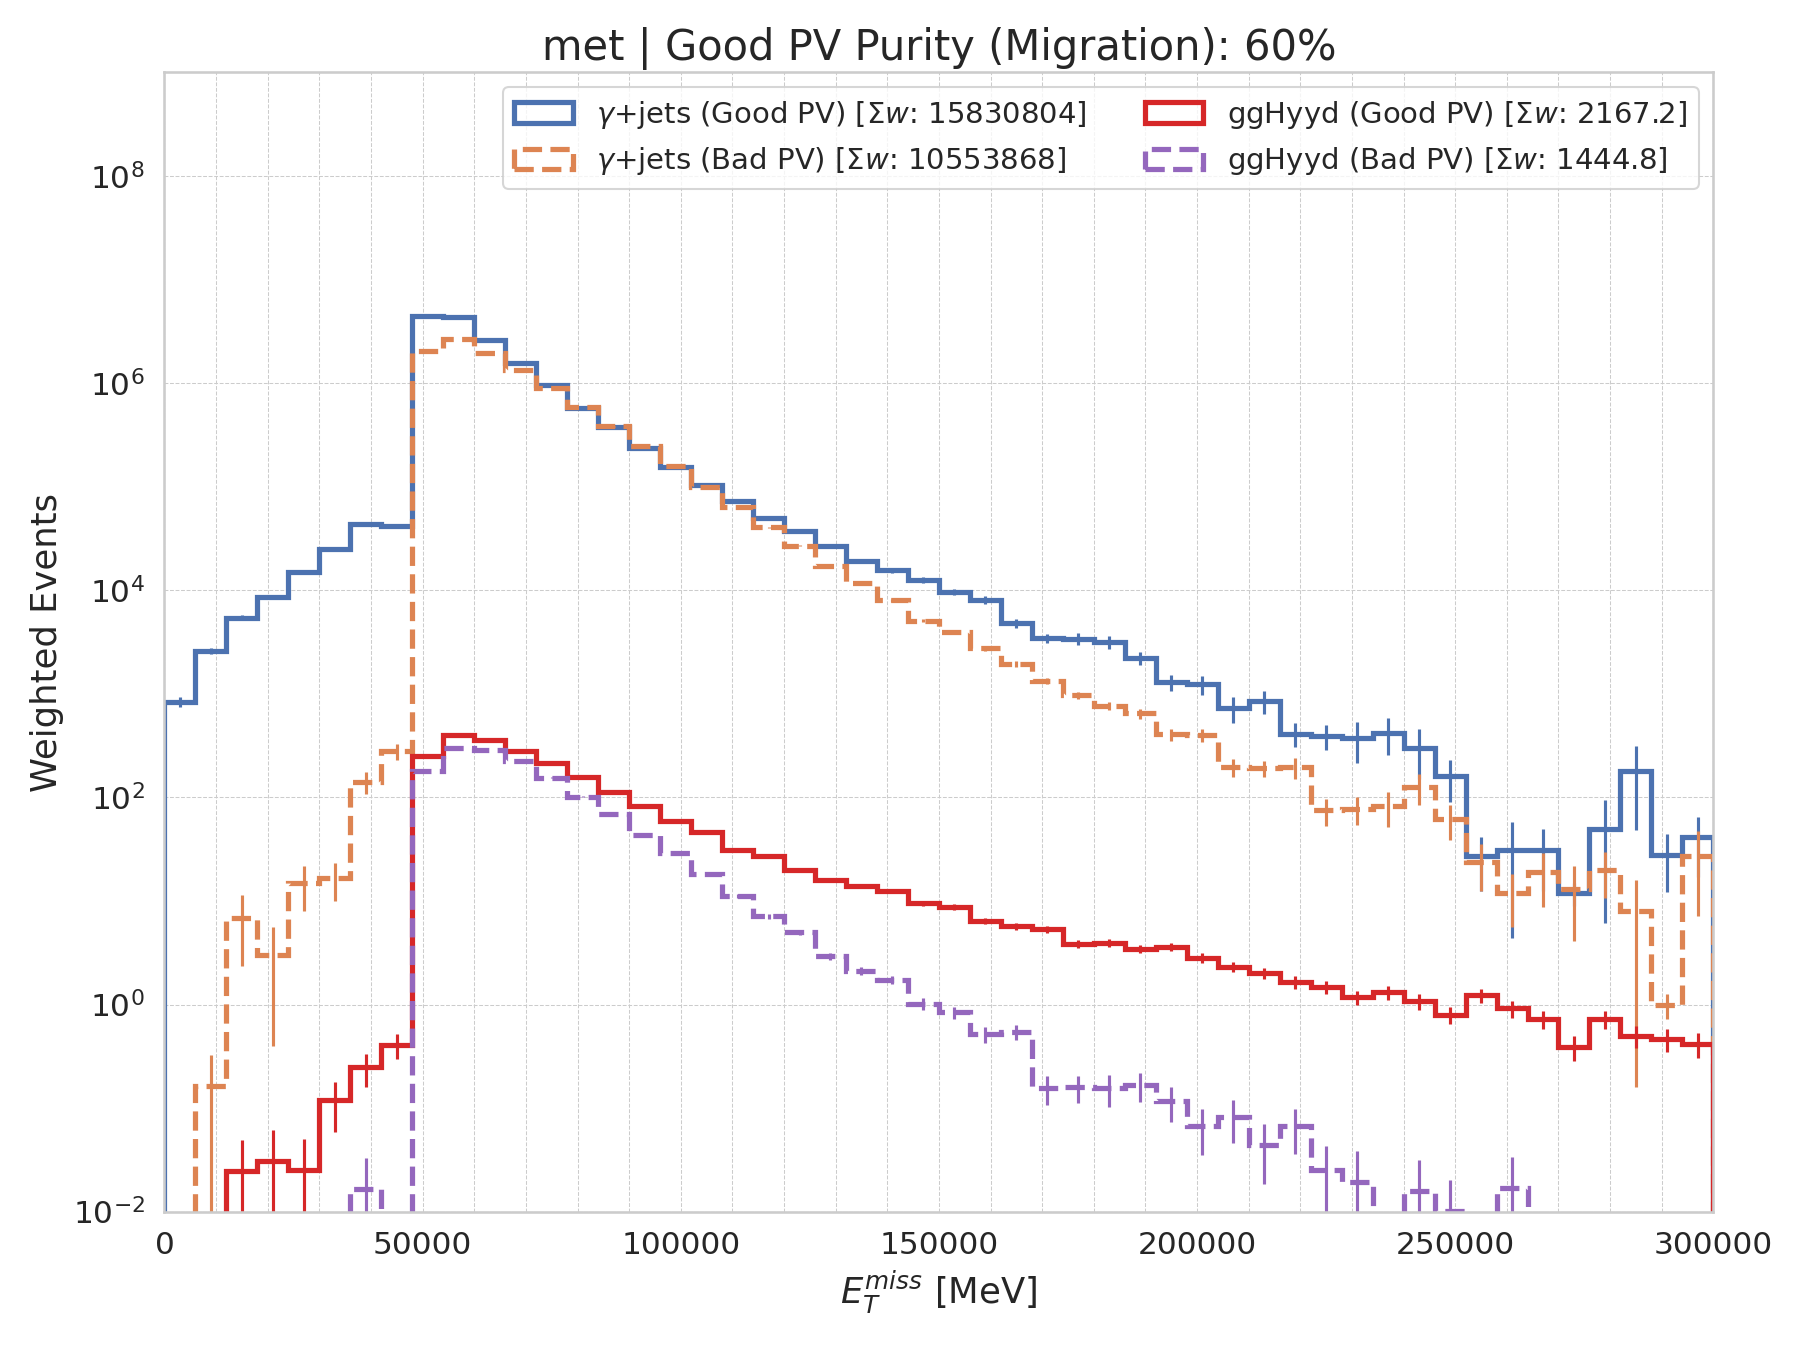 met | Good PV Purity (Migration): 60%
γ+jets (Good PV) [Σw: 15830804]
γ+jets (Bad PV) [Σw: 10553868]
ggHyyd (Good PV) [Σw: 2167.2]
ggHyyd (Bad PV) [Σw: 1444.8]
Weighted Events
10^8
10^6
10^4
10^2
10^0
10^−2
0 50000 100000 150000 200000 250000 300000
E_T^miss [MeV]